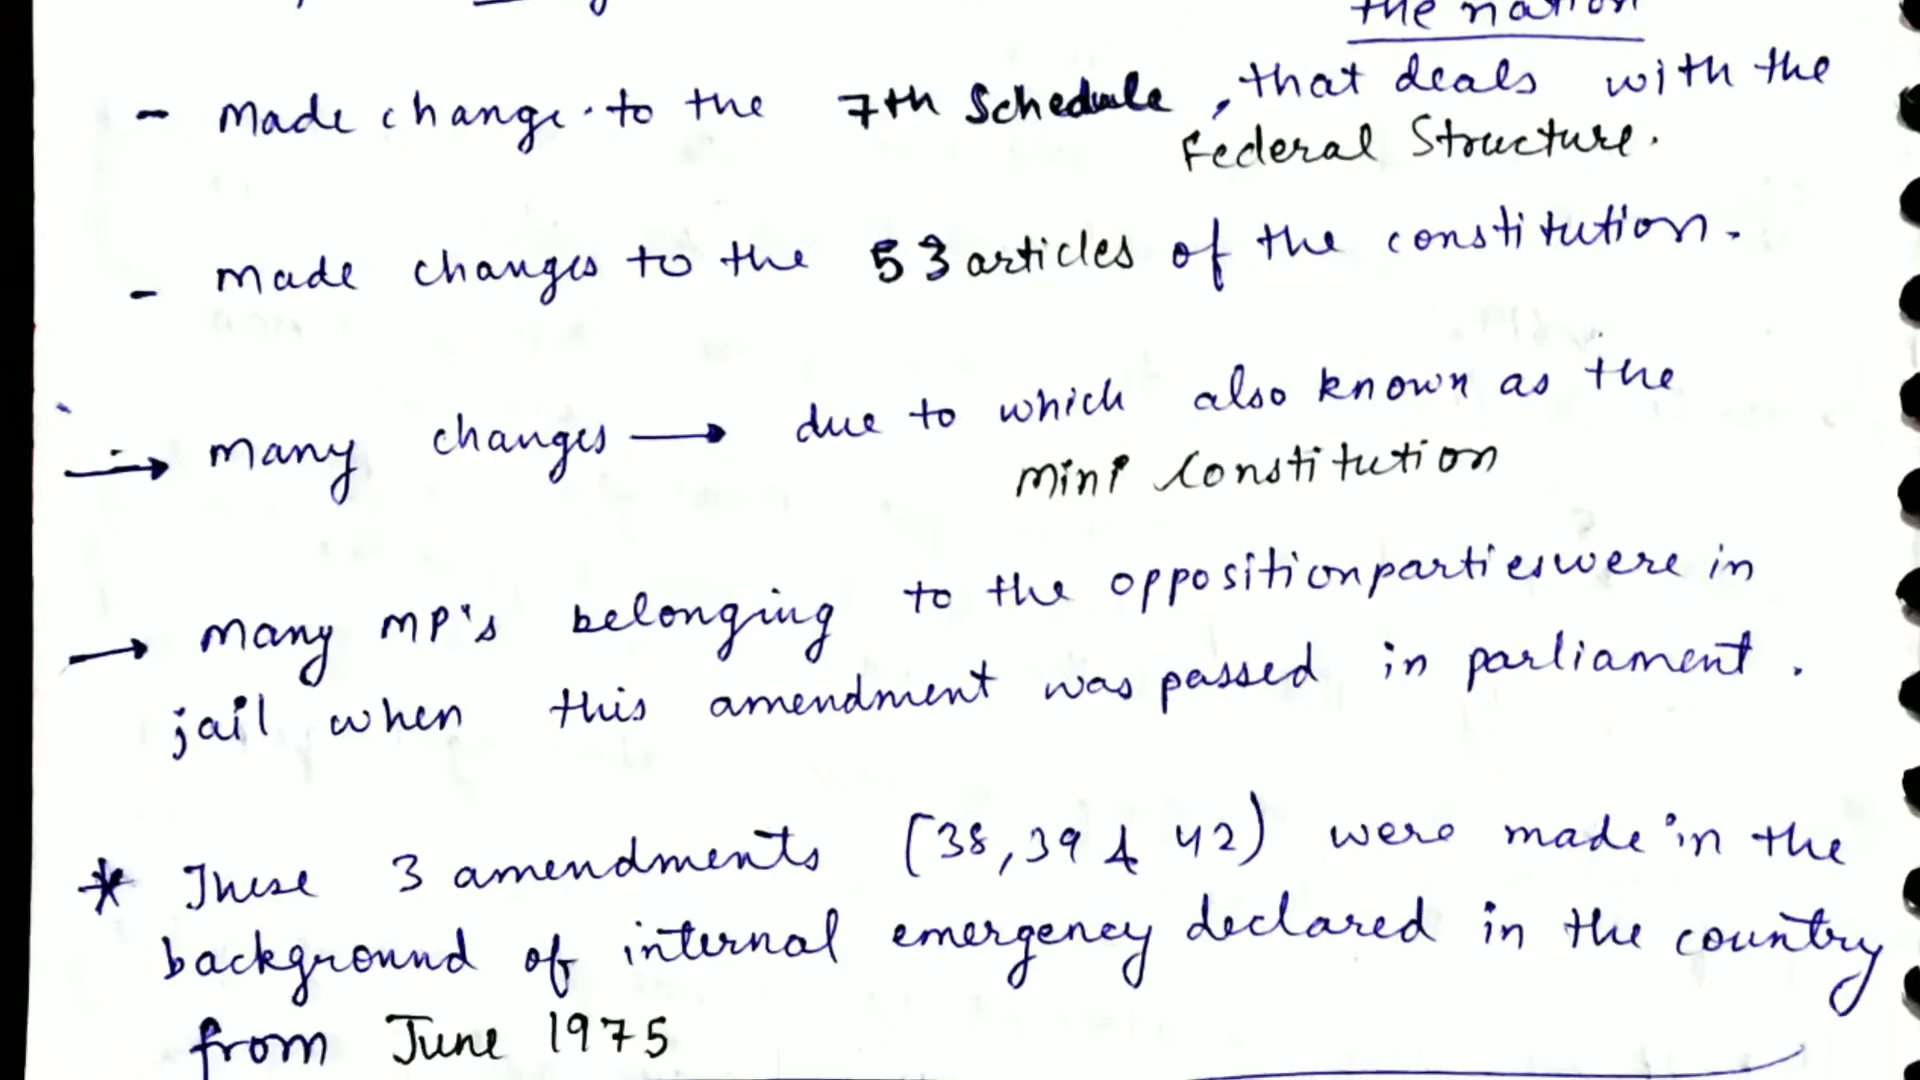 the nation
- Made change to the 7th Schedule, that deals with the
Federal Structure.
- Made changes to the 53 articles of the constitution.
→ Many changes → due to which also known as the
Mini Constitution
→ Many MP's belonging to the opposition parties were in
jail when this amendment was passed in parliament.
* These 3 amendments (38, 39 & 42) were made in the
background of internal emergency declared in the country
from June 1975